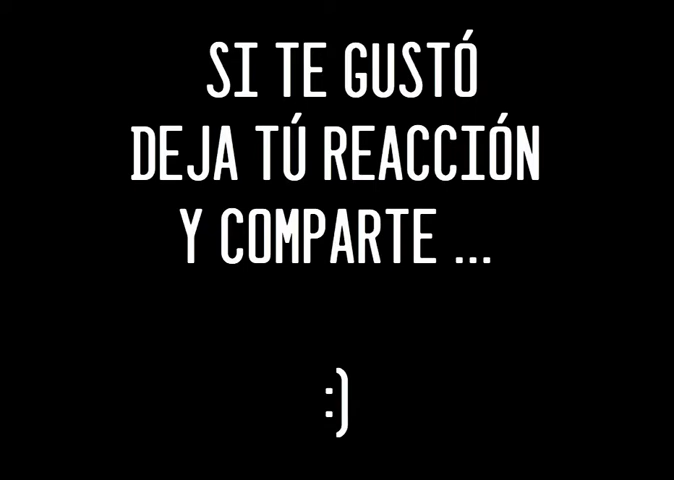 SI TE GUSTÓ
DEJA TÚ REACCIÓN
Y COMPARTE ...
:)